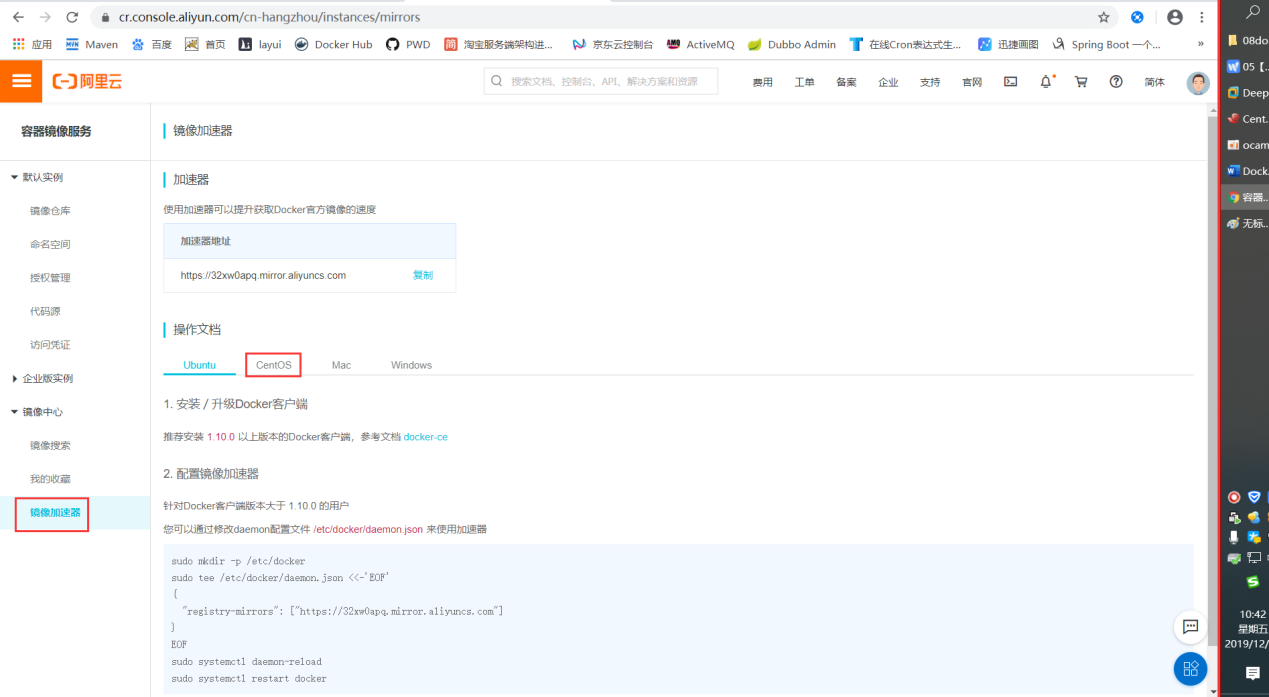 cr.console.aliyun.com/cn-hangzhou/instances/mirrors
应用 Maven 百度 首页 layui Docker Hub PWD 淘宝服务端架构进... 京东云控制台 ActiveMQ Dubbo Admin 在线Cron表达式生... 迅捷画图 Spring Boot 一个... »
阿里云
搜索文档、控制台、API、解决方案和资源
费用 工单 备案 企业 支持 官网 简体
容器镜像服务
默认实例
镜像仓库
命名空间
授权管理
代码源
访问凭证
企业版实例
镜像中心
镜像搜索
我的收藏
镜像加速器
镜像加速器
加速器
使用加速器可以提升获取Docker官方镜像的速度
加速器地址
https://32xw0apq.mirror.aliyuncs.com 复制
操作文档
Ubuntu CentOS Mac Windows
1. 安装 / 升级Docker客户端
推荐安装 1.10.0 以上版本的Docker客户端，参考文档 docker-ce
2. 配置镜像加速器
针对Docker客户端版本大于 1.10.0 的用户
您可以通过修改daemon配置文件 /etc/docker/daemon.json 来使用加速器
sudo mkdir -p /etc/docker
sudo tee /etc/docker/daemon.json <<-'EOF'
{
"registry-mirrors": ["https://32xw0apq.mirror.aliyuncs.com"]
}
EOF
sudo systemctl daemon-reload
sudo systemctl restart docker
08do
05【...
Deep
Cent.
ocam
Dock.
容器...
无标...
10:42
星期五
2019/12/